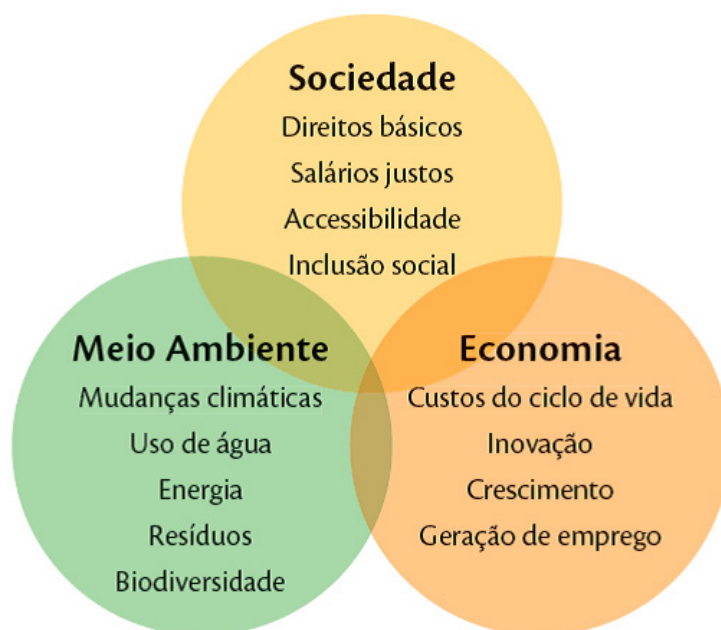 Sociedade
Direitos básicos
Salários justos
Accessibilidade
Inclusão social
Meio Ambiente
Mudanças climáticas
Uso de água
Energia
Resíduos
Biodiversidade
Economia
Custos do ciclo de vida
Inovação
Crescimento
Geração de emprego